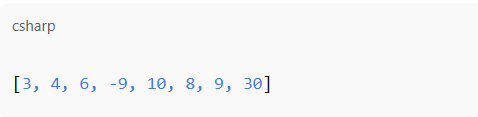 csharp
[3, 4, 6, -9, 10, 8, 9, 30]